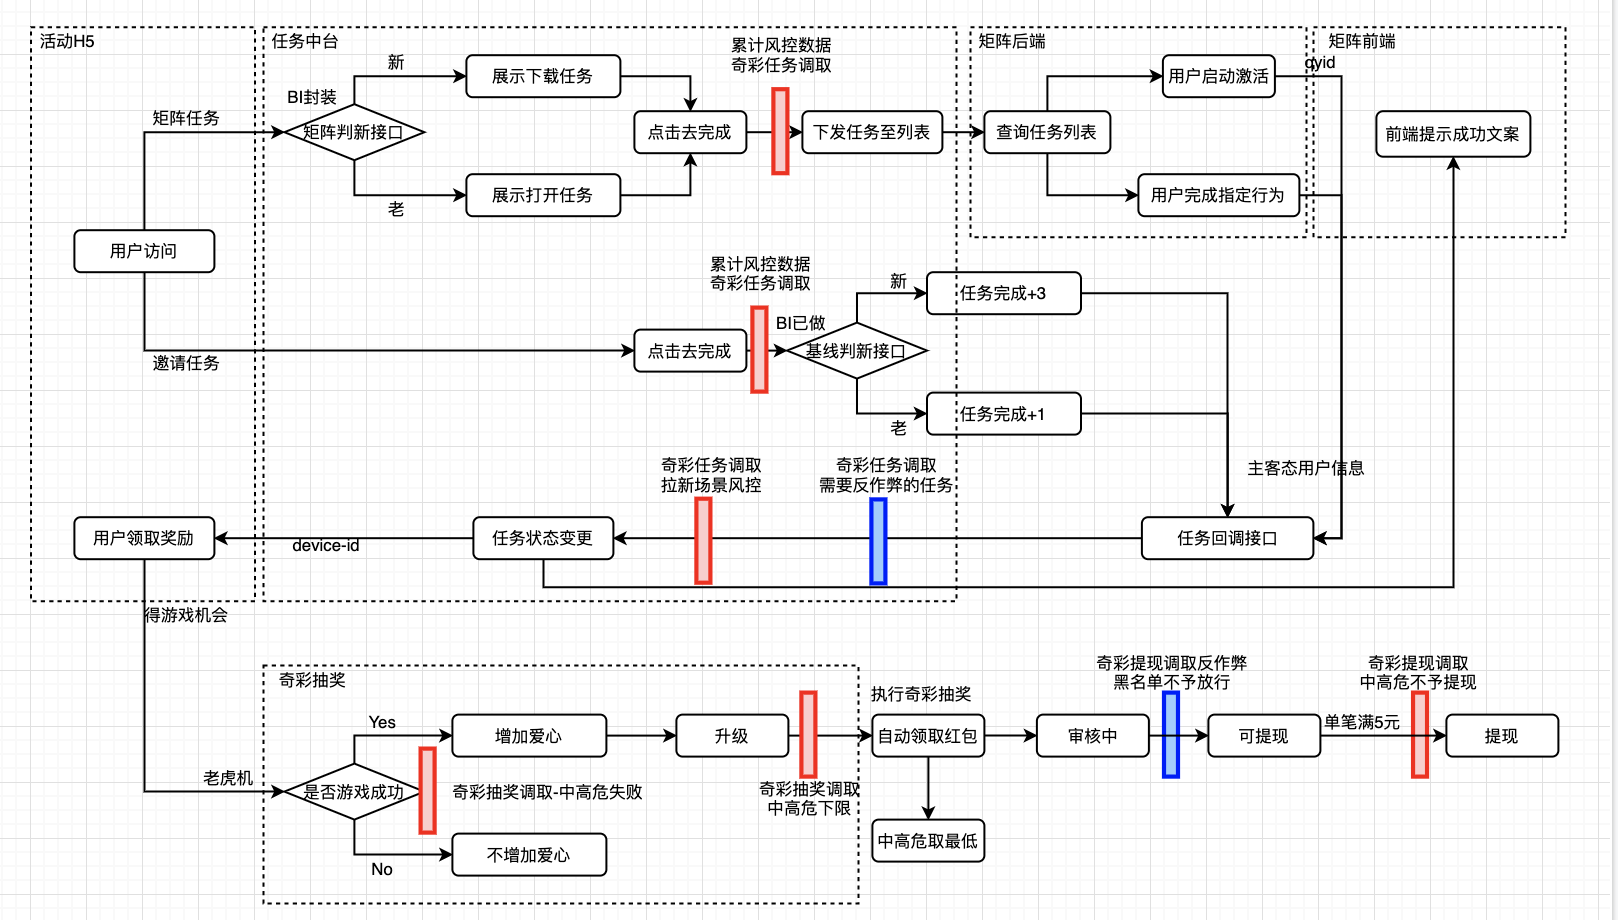 活动H5
任务中台
累计风控数据
奇彩任务调取
矩阵后端
矩阵前端
新
展示下载任务
用户启动激活
qyid
BI封装
矩阵任务
矩阵判新接口
点击去完成
下发任务至列表
查询任务列表
前端提示成功文案
展示打开任务
用户完成指定行为
老
用户访问
累计风控数据
奇彩任务调取
新
任务完成+3
BI已做
邀请任务
点击去完成
基线判新接口
任务完成+1
老
奇彩任务调取
拉新场景风控
奇彩任务调取
需要反作弊的任务
主客态用户信息
用户领取奖励
device-id
任务状态变更
任务回调接口
得游戏机会
奇彩抽奖
执行奇彩抽奖
奇彩提现调取反作弊
黑名单不予放行
奇彩提现调取
中高危不予提现
Yes
增加爱心
升级
自动领取红包
审核中
可提现
单笔满5元
提现
老虎机
是否游戏成功
奇彩抽奖调取-中高危失败
奇彩抽奖调取
中高危下限
中高危取最低
不增加爱心
No